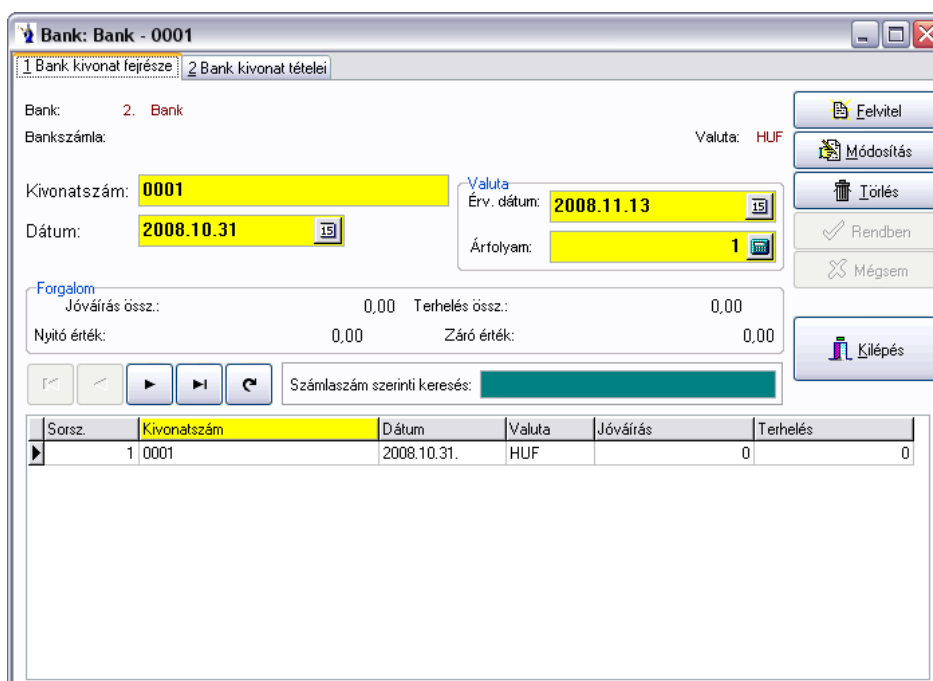 Bank: Bank - 0001
1 Bank kivonat fejrésze 2 Bank kivonat tételei
Bank: 2. Bank
Felvitel
Bankszámla: Valuta: HUF
Módosítás
Kivonatszám: 0001
Valuta
Érv. dátum: 2008.11.13 15
Törlés
Dátum: 2008.10.31 15
Árfolyam: 1
Rendben
Mégsem
Forgalom
Jóváírás össz.: 0,00 Terhelés össz.: 0,00
Nyitó érték: 0,00 Záró érték: 0,00
Kilépés
Számlaszám szerinti keresés:
Sorsz. Kivonatszám Dátum Valuta Jóváírás Terhelés
1 0001 2008.10.31. HUF 0 0